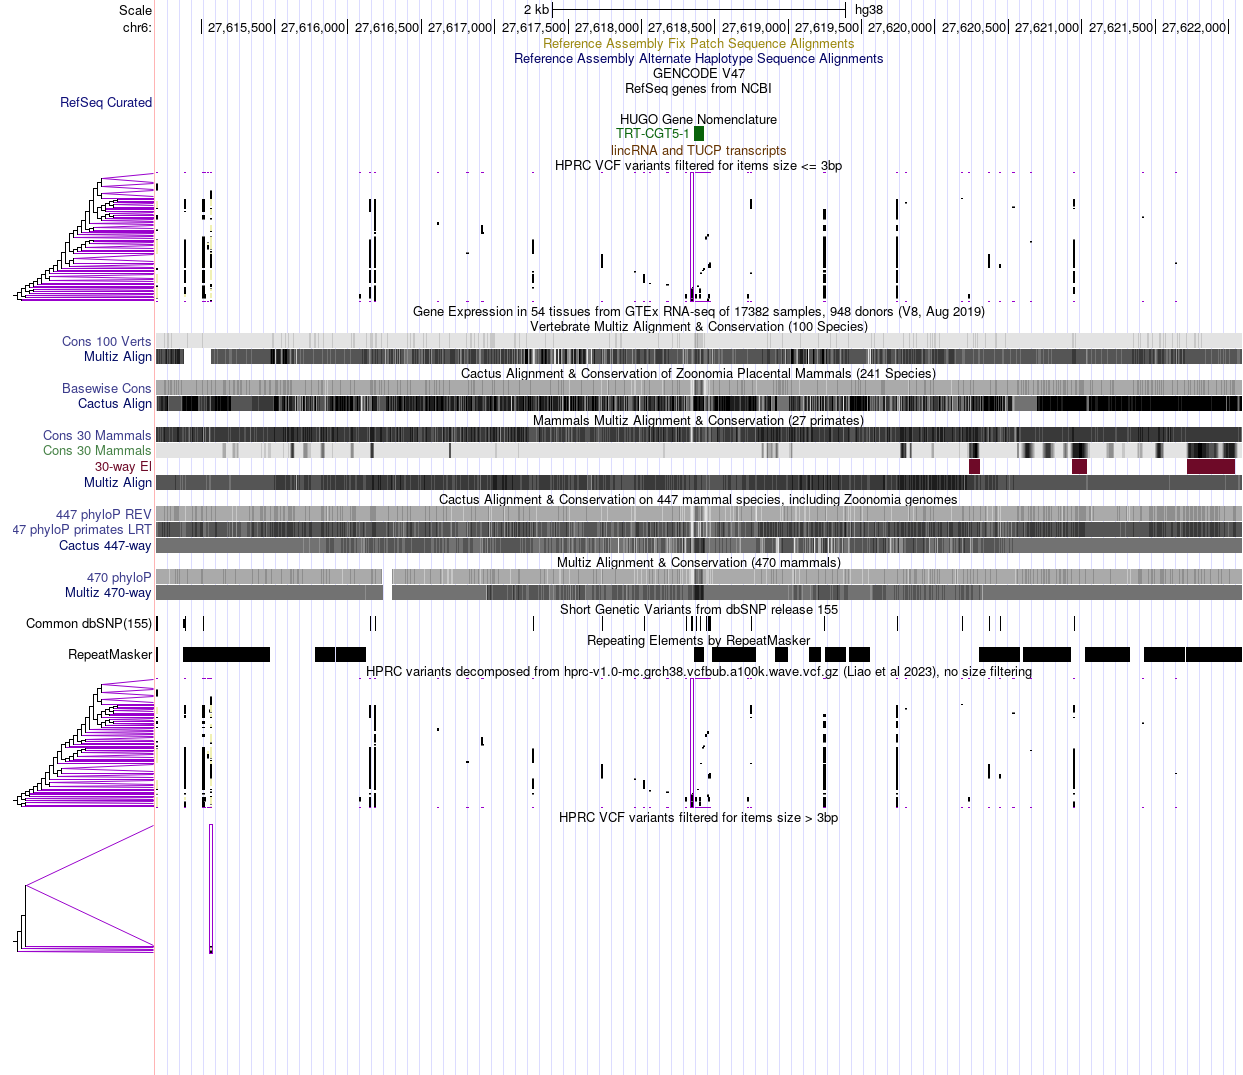 Scale 2 kb hg38
chr6: 27,615,500 27,616,000 27,616,500 27,617,000 27,617,500 27,618,000 27,618,500 27,619,000 27,619,500 27,620,000 27,620,500 27,621,000 27,621,500 27,622,000
Reference Assembly Fix Patch Sequence Alignments
Reference Assembly Alternate Haplotype Sequence Alignments
GENCODE V47
RefSeq genes from NCBI
RefSeq Curated
HUGO Gene Nomenclature
TRT-CGT5-1
lincRNA and TUCP transcripts
HPRC VCF variants filtered for items size <= 3bp
Gene Expression in 54 tissues from GTEx RNA-seq of 17382 samples, 948 donors (V8, Aug 2019)
Vertebrate Multiz Alignment & Conservation (100 Species)
Cons 100 Verts
Multiz Align
Cactus Alignment & Conservation of Zoonomia Placental Mammals (241 Species)
Basewise Cons
Cactus Align
Mammals Multiz Alignment & Conservation (27 primates)
Cons 30 Mammals
Cons 30 Mammals
30-way El
Multiz Align
Cactus Alignment & Conservation on 447 mammal species, including Zoonomia genomes
447 phyloP REV
47 phyloP primates LRT
Cactus 447-way
Multiz Alignment & Conservation (470 mammals)
470 phyloP
Multiz 470-way
Short Genetic Variants from dbSNP release 155
Common dbSNP(155)
Repeating Elements by RepeatMasker
RepeatMasker
HPRC variants decomposed from hprc-v1.0-mc.grch38.vcfbub.a100k.wave.vcf.gz (Liao et al 2023), no size filtering
HPRC VCF variants filtered for items size > 3bp